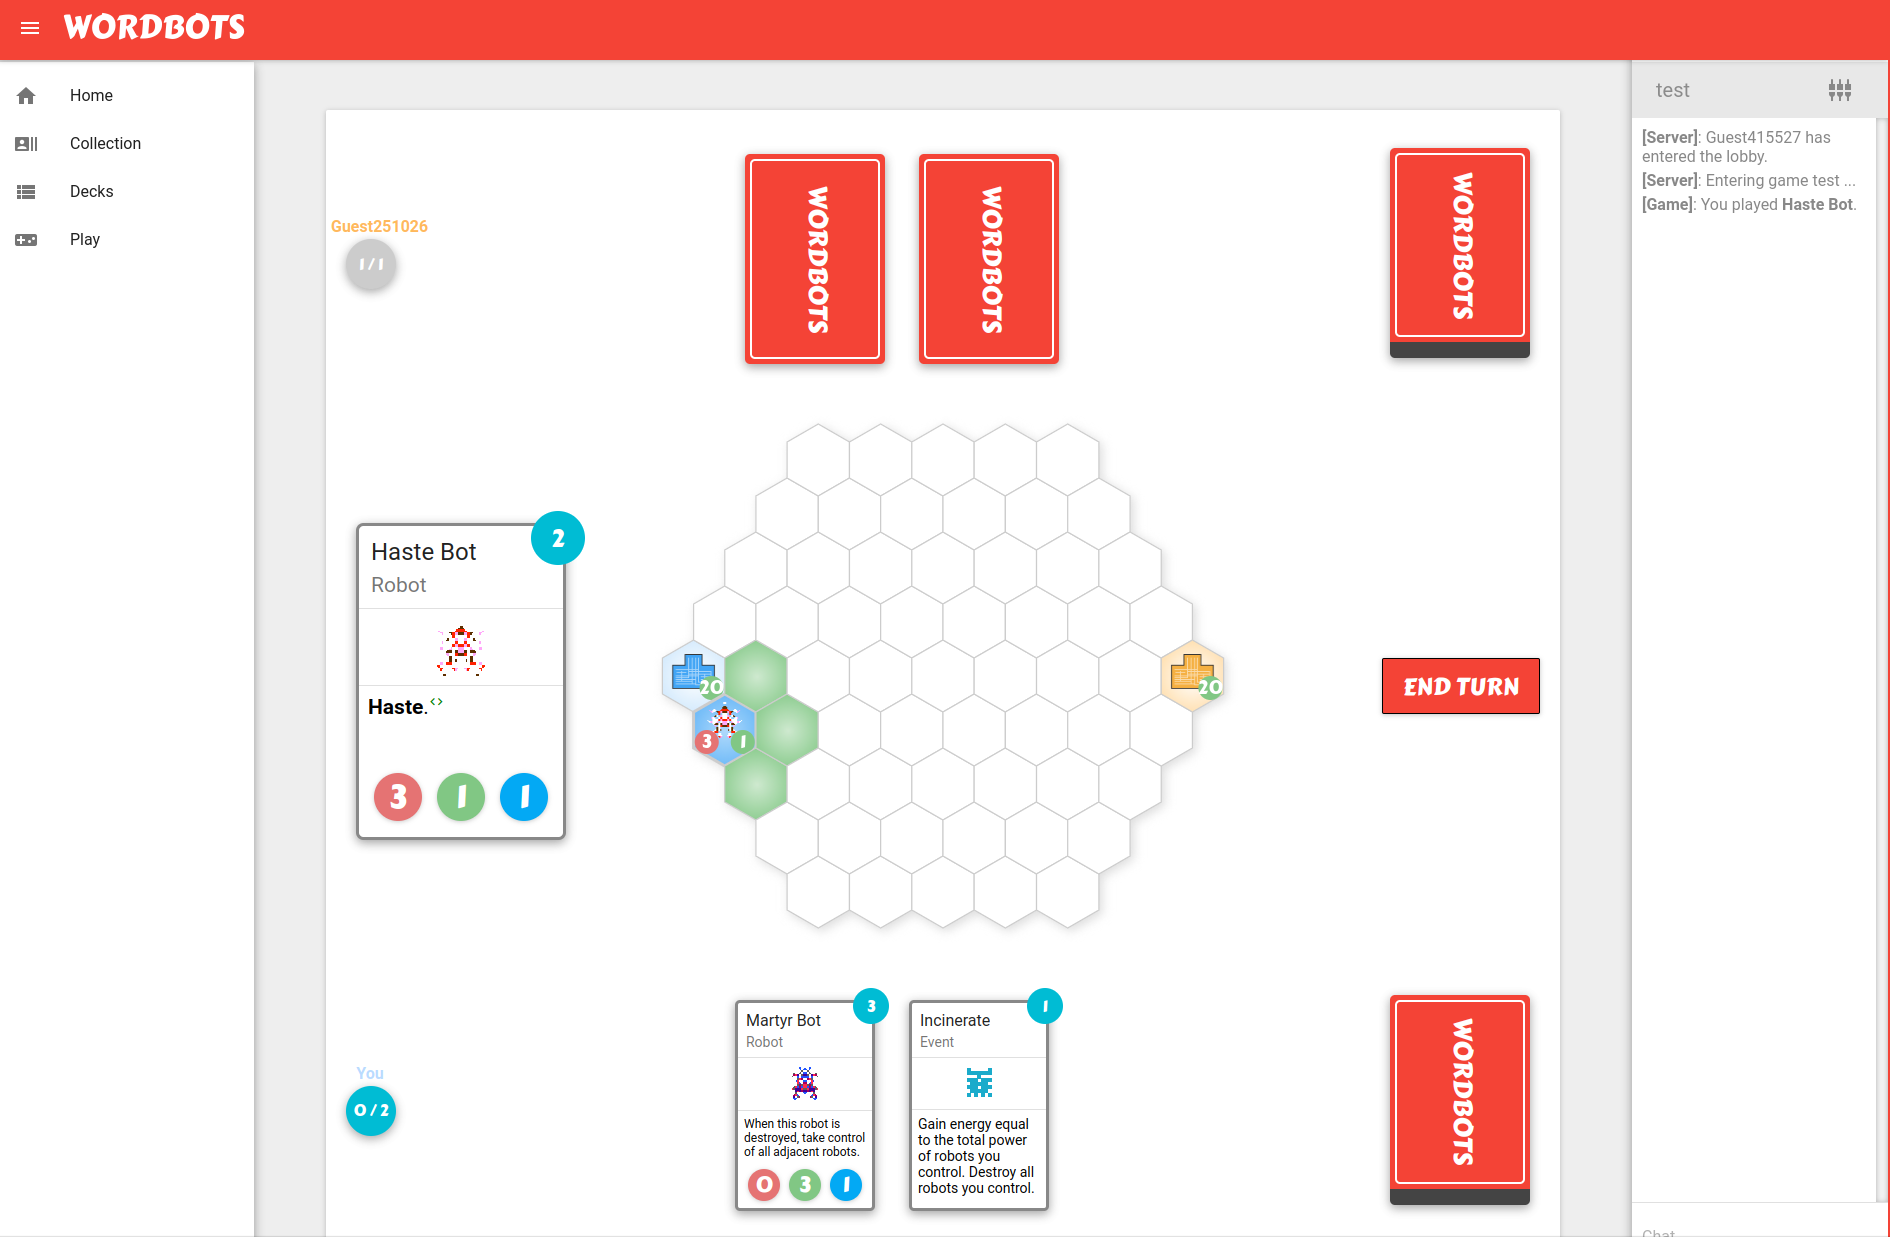 WORDBOTS
Home
Collection
Decks
Play
Guest251026
1 / 1
WORDBOTS
WORDBOTS
WORDBOTS
Haste Bot
2
Robot
Haste.<>
3 1 1
20
20
3 1
END TURN
You
0 / 2
Martyr Bot
3
Robot
When this robot is
destroyed, take control
of all adjacent robots.
0 3 1
Incinerate
1
Event
Gain energy equal
to the total power
of robots you
control. Destroy all
robots you control.
WORDBOTS
test
[Server]: Guest415527 has
entered the lobby.
[Server]: Entering game test ...
[Game]: You played Haste Bot.
Chat